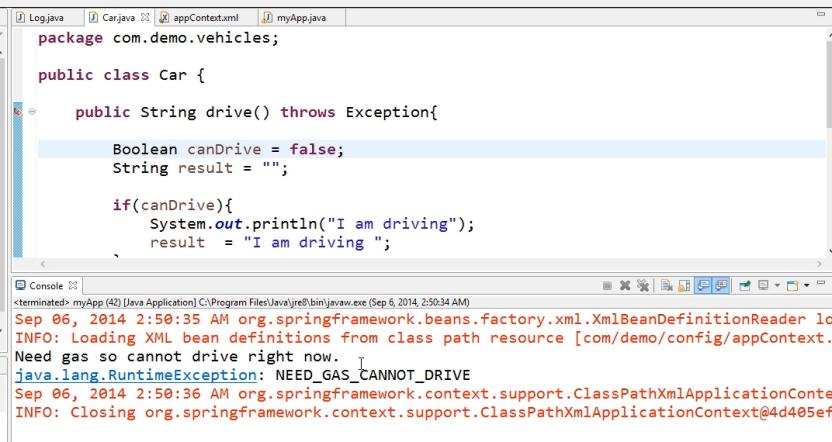 Log.java Car.java appContext.xml myApp.java
package com.demo.vehicles;
public class Car {
public String drive() throws Exception{
Boolean canDrive = false;
String result = "";
if(canDrive){
System.out.println("I am driving");
result = "I am driving ";
Console
<terminated> myApp (42) [Java Application] C:\Program Files\Java\jre8\bin\javaw.exe (Sep 6, 2014, 2:50:34 AM)
Sep 06, 2014 2:50:35 AM org.springframework.beans.factory.xml.XmlBeanDefinitionReader lo
INFO: Loading XML bean definitions from class path resource [com/demo/config/appContext.
Need gas so cannot drive right now.
java.lang.RuntimeException: NEED_GAS_CANNOT_DRIVE
Sep 06, 2014 2:50:36 AM org.springframework.context.support.ClassPathXmlApplicationConte
INFO: Closing org.springframework.context.support.ClassPathXmlApplicationContext@4d405ef